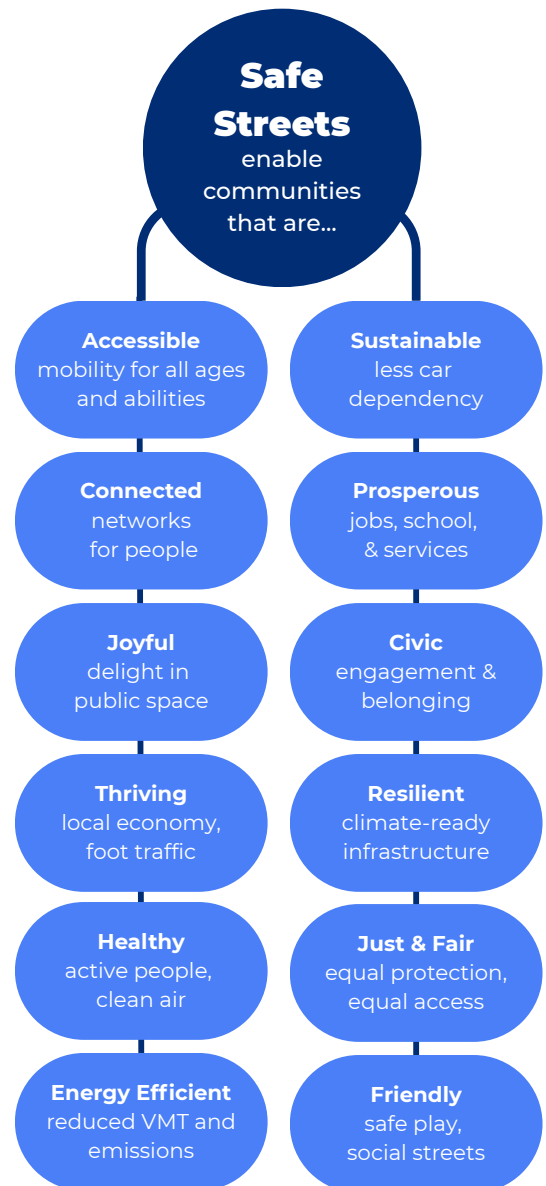 Safe
Streets
enable
communities
that are...
Accessible
mobility for all ages
and abilities
Connected
networks
for people
Joyful
delight in
public space
Thriving
local economy,
foot traffic
Healthy
active people,
clean air
Energy Efficient
reduced VMT and
emissions
Sustainable
less car
dependency
Prosperous
jobs, school,
& services
Civic
engagement &
belonging
Resilient
climate-ready
infrastructure
Just & Fair
equal protection,
equal access
Friendly
safe play,
social streets